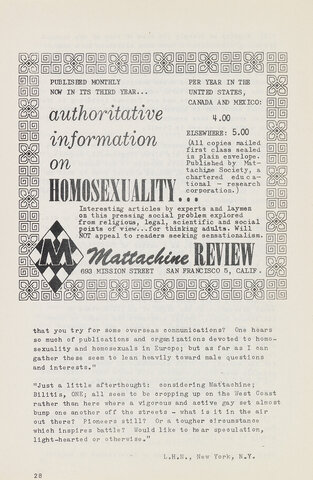 PUBLISHED MONTHLY
NOW IN ITS THIRD YEAR...
authoritative
information
on
HOMOSEXUALITY...
PER YEAR IN THE
UNITED STATES,
CANADA AND MEXICO:
4.00
ELSEWHERE: 5.00
(All copies mailed
first class sealed
in plain envelope.
Published by Mat-
tachine Society, a
chartered educa-
tional - research
corporation.)
Interesting articles by experts and laymen
on this pressing social problem explored
from religious, legal, scientific and social
points of view...for thinking adults. Will
NOT appeal to readers seeking sensationalism.
M Mattachine REVIEW
693 MISSION STREET SAN FRANCISCO 5, CALIF.
that you try for some overseas communications? One hears
so much of publications and organizations devoted to homo-
sexuality and homosexuals in Europe; but as far as I can
gather these seem to lean heavily toward male questions
and interests."
"Just a little afterthought: considering Mattachine;
Bilitis, ONE; all seem to be cropping up on the West Coast
rather than here where a vigorous and active gay set almost
bump one another off the streets - what is it in the air
out there? Pioneers still? Or a tougher circumstance
which inspires battle? Would like to hear speculation,
light-hearted or otherwise."
L.H.N., New York, N.Y.
28